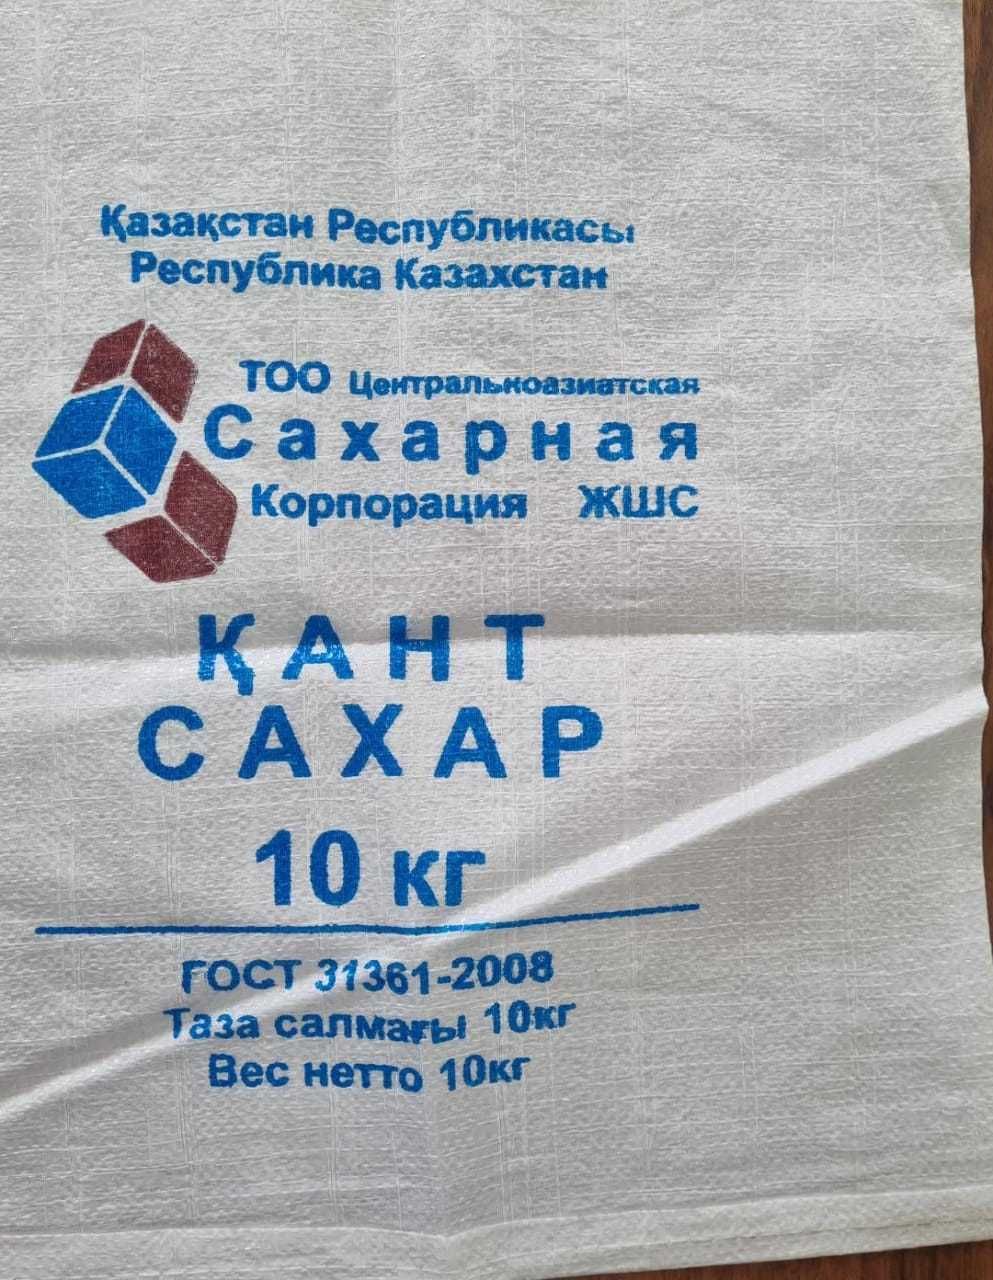 Қазақстан Республикасы
Республика Казахстан
ТОО Центральноазиатская
Сахарная
Корпорация ЖШС
ҚАНТ
САХАР
10 кг
ГОСТ 31361-2008
Таза салмағы 10кг
Вес нетто 10кг